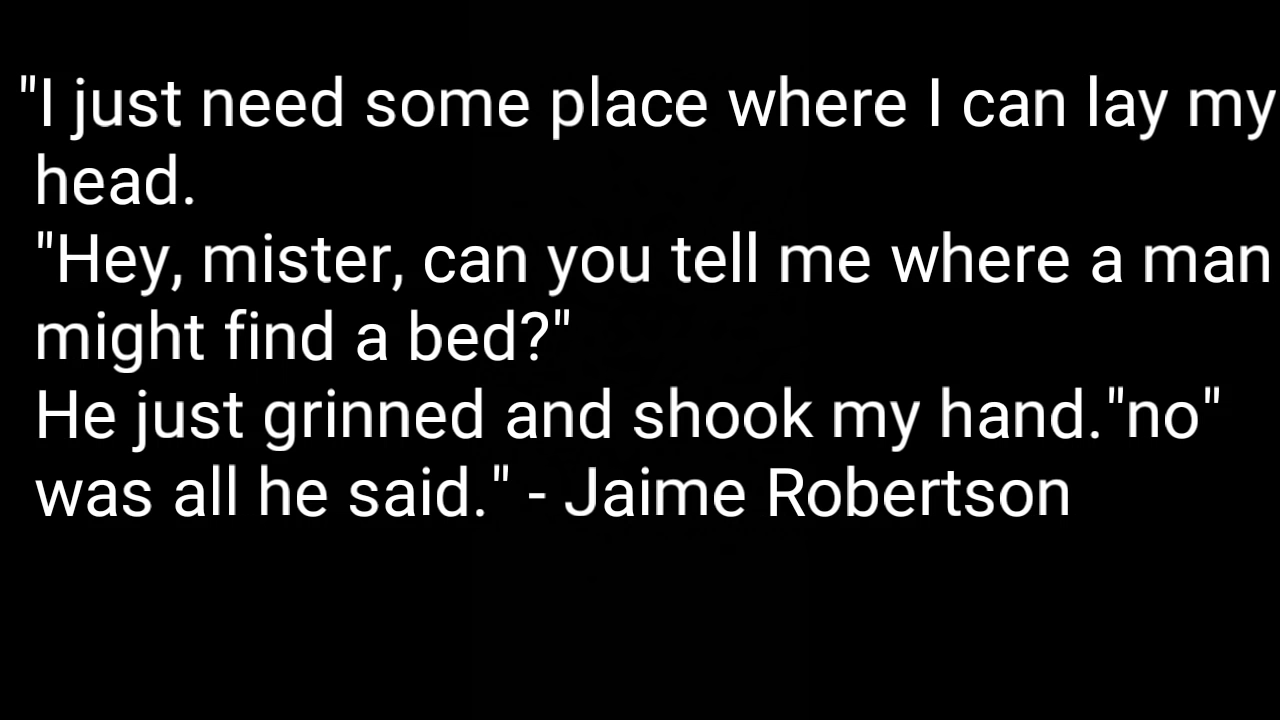 "I just need some place where I can lay my
head.
"Hey, mister, can you tell me where a man
might find a bed?"
He just grinned and shook my hand."no"
was all he said." - Jaime Robertson